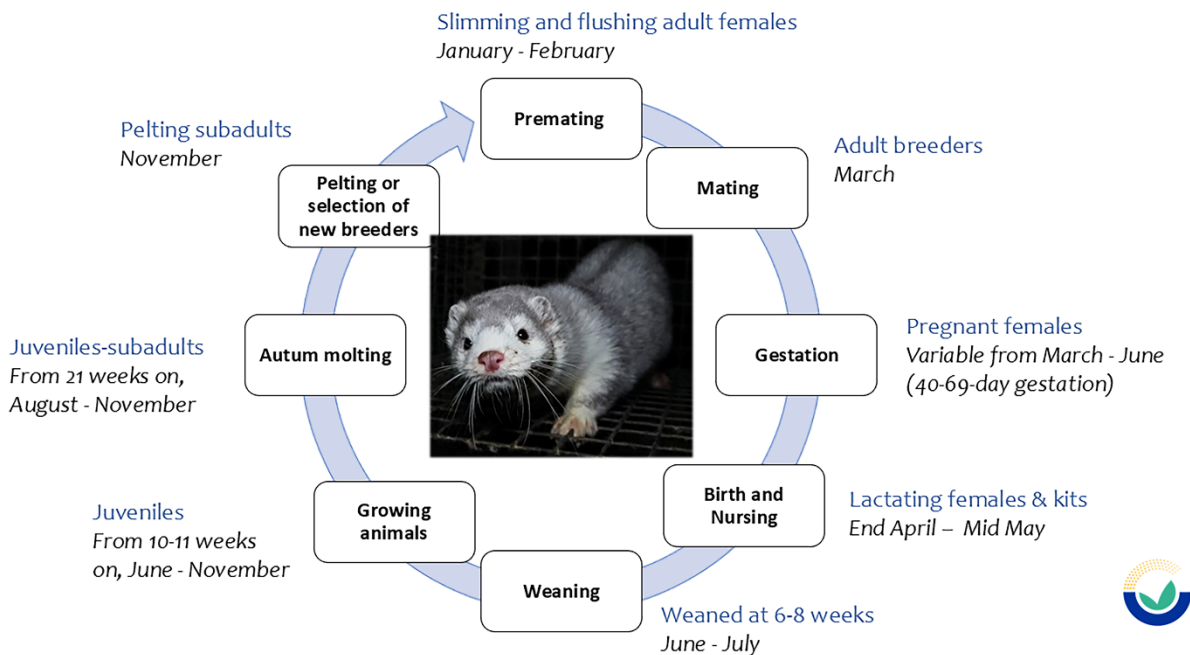 Slimming and flushing adult females
January - February
Premating
Adult breeders
March
Mating
Pregnant females
Variable from March - June
(40-69-day gestation)
Gestation
Lactating females & kits
End April – Mid May
Birth and
Nursing
Weaned at 6-8 weeks
June - July
Weaning
Juveniles
From 10-11 weeks
on, June - November
Growing
animals
Juveniles-subadults
From 21 weeks on,
August - November
Autum molting
Pelting subadults
November
Pelting or
selection of
new breeders